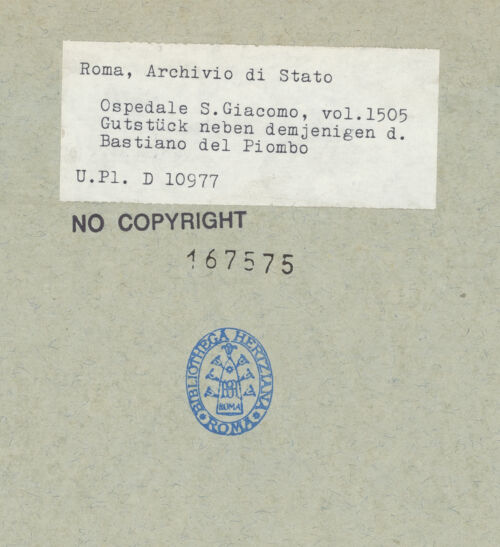 Roma, Archivio di Stato
Ospedale S.Giacomo, vol.1505
Gutstück neben demjenigen d.
Bastiano del Piombo
U.Pl. D 10977
NO COPYRIGHT
167575
BIBLIOTHECA HERTZIANA
ROMA
· ROMA ·